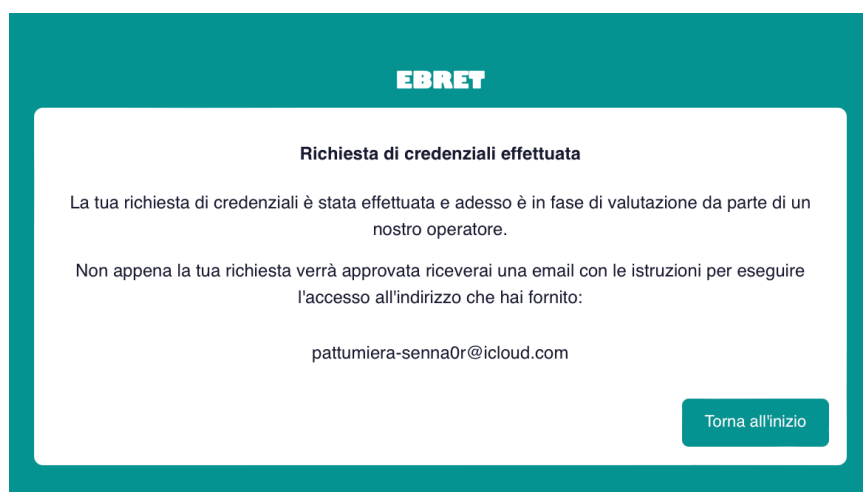 EBRET
Richiesta di credenziali effettuata
La tua richiesta di credenziali è stata effettuata e adesso è in fase di valutazione da parte di un
nostro operatore.
Non appena la tua richiesta verrà approvata riceverai una email con le istruzioni per eseguire
l'accesso all'indirizzo che hai fornito:
pattumiera-senna0r@icloud.com
Torna all'inizio